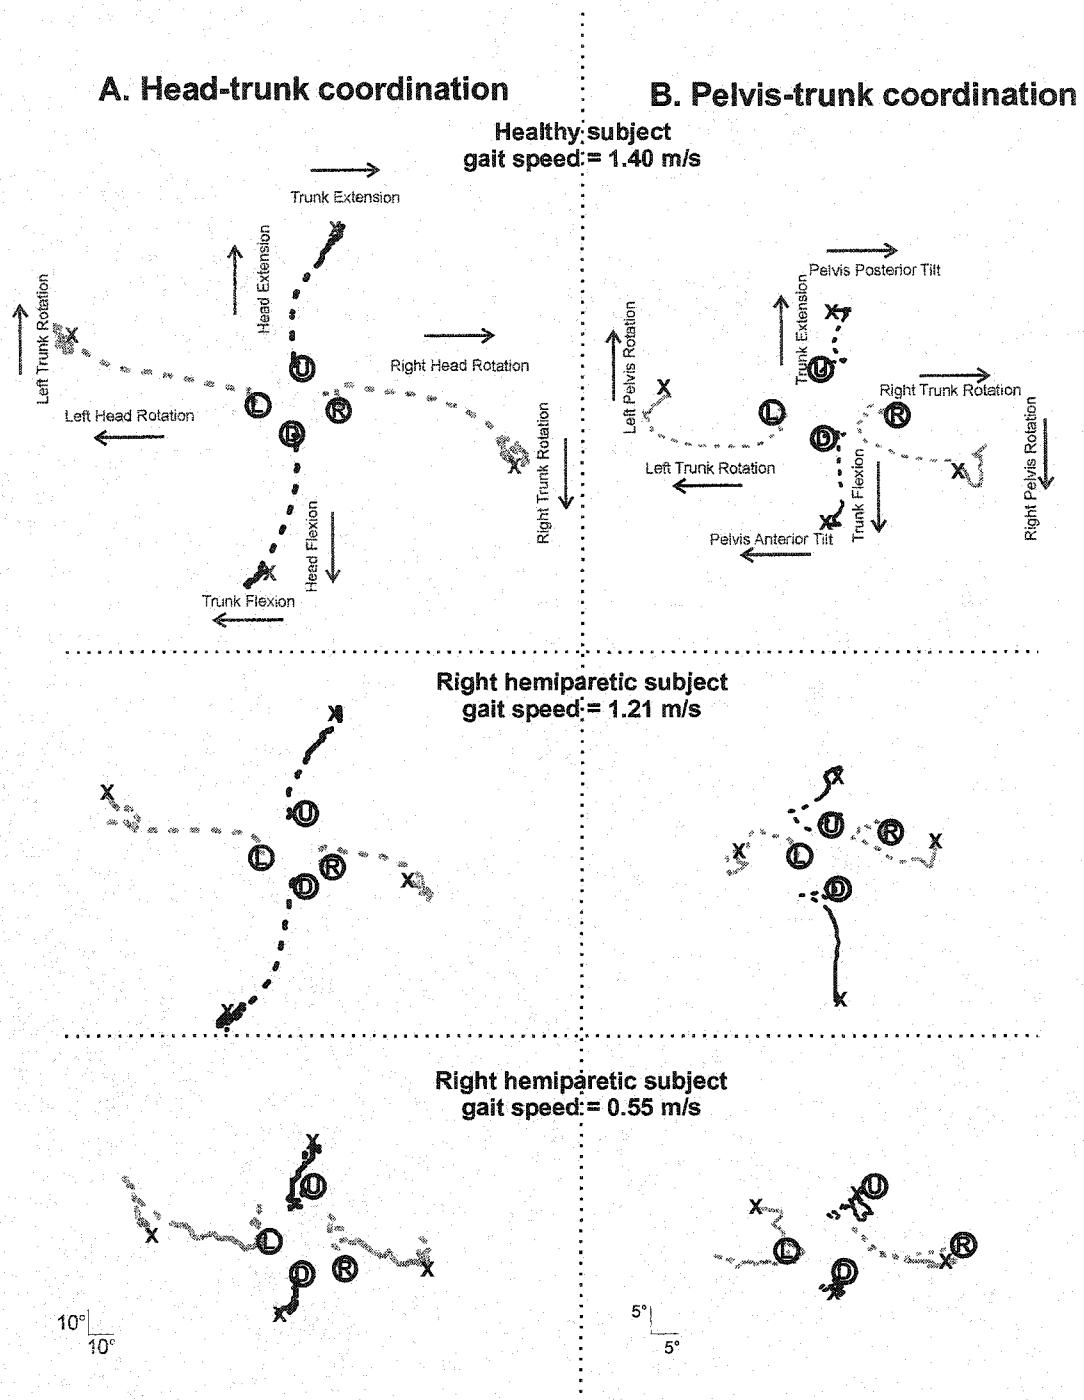 A. Head-trunk coordination
B. Pelvis-trunk coordination
Healthy subject
gait speed = 1.40 m/s
Trunk Extension
Head Extension
Left Trunk Rotation
Right Head Rotation
Left Head Rotation
Right Trunk Rotation
Head Flexion
Trunk Flexion
X
X
X
X
U
L
R
D
Pelvis Posterior Tilt
Trunk Extension
Left Pelvis Rotation
Right Trunk Rotation
Left Trunk Rotation
Trunk Flexion
Right Pelvis Rotation
Pelvis Anterior Tilt
X
X
X
X
U
L
R
D
Right hemiparetic subject
gait speed = 1.21 m/s
X
X
X
X
U
L
R
D
X
X
X
X
U
R
L
D
Right hemiparetic subject
gait speed = 0.55 m/s
X
X
X
X
U
L
D
R
10°
10°
X
X
X
X
U
L
R
D
5°
5°